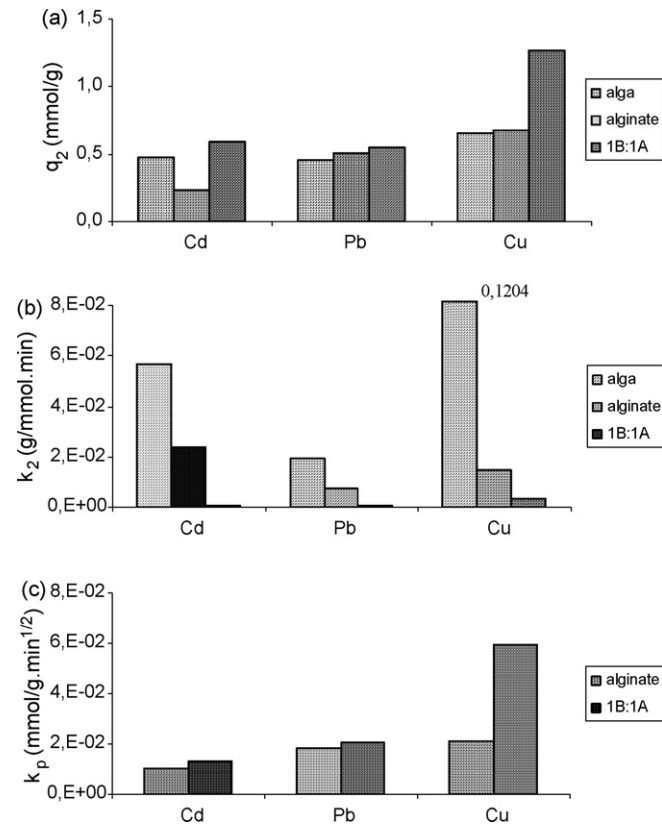 (a)
1,5
1,0
0,5
0,0
q2 (mmol/g)
Cd Pb Cu
alga
alginate
1B:1A
(b)
8,E-02
6,E-02
4,E-02
2,E-02
0,E+00
k2 (g/mmol.min)
0,1204
Cd Pb Cu
alga
alginate
1B:1A
(c)
8,E-02
6,E-02
4,E-02
2,E-02
0,E+00
kp (mmol/g.min1/2)
Cd Pb Cu
alginate
1B:1A